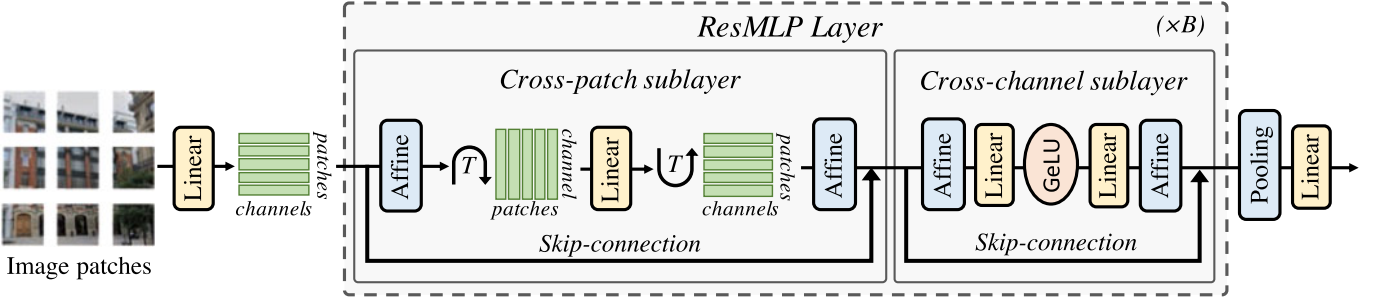 ResMLP Layer
(×B)
Cross-patch sublayer
Cross-channel sublayer
Image patches
Linear
patches
channels
Affine
T
channel
patches
Linear
T
patches
channels
Affine
Skip-connection
Affine
Linear
GeLU
Linear
Affine
Skip-connection
Pooling
Linear